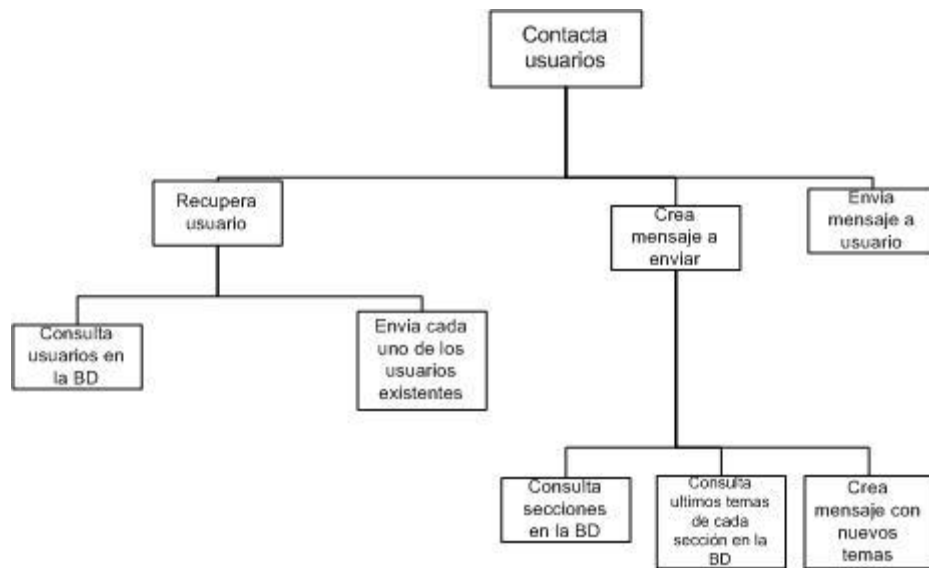 Contacta
usuarios
Recupera
usuario
Crea
mensaje a
enviar
Envia
mensaje a
usuario
Consulta
usuarios en
la BD
Envia cada
uno de los
usuarios
existentes
Consulta
secciones
en la BD
Consulta
ultimos temas
de cada
sección en la
BD
Crea
mensaje con
nuevos
temas